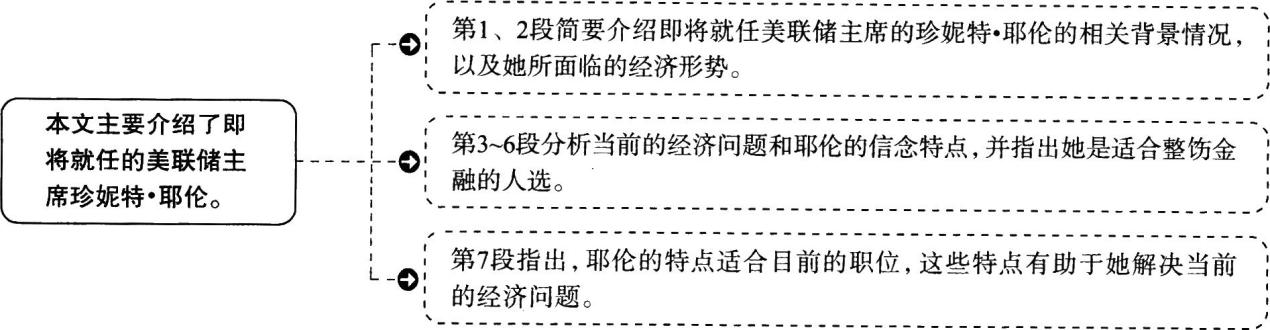 第1、2段简要介绍即将就任美联储主席的珍妮特•耶伦的相关背景情况，
以及她所面临的经济形势。
本文主要介绍了即
将就任的美联储主
席珍妮特•耶伦。
第3~6段分析当前的经济问题和耶伦的信念特点，并指出她是适合整饬金
融的人选。
第7段指出，耶伦的特点适合目前的职位，这些特点有助于她解决当前
的经济问题。